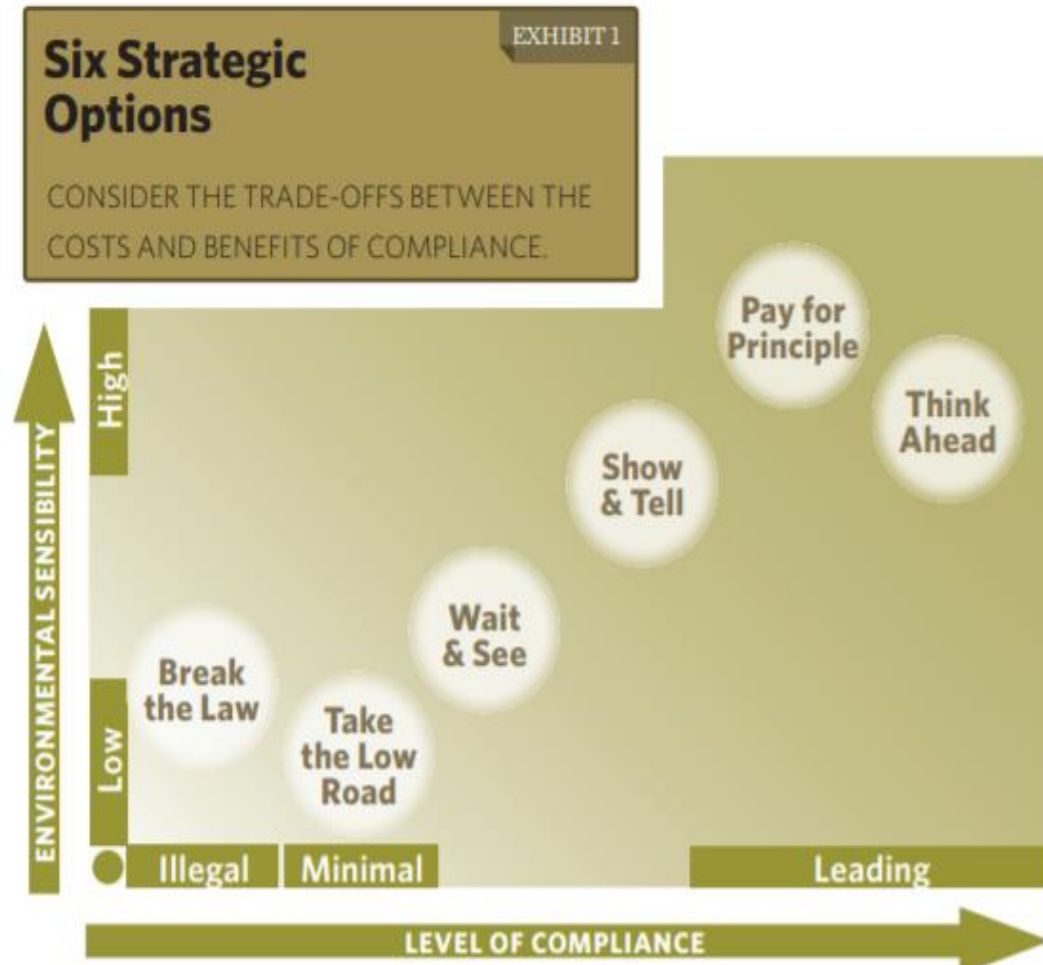 EXHIBIT 1
Six Strategic
Options
CONSIDER THE TRADE-OFFS BETWEEN THE
COSTS AND BENEFITS OF COMPLIANCE.
ENVIRONMENTAL SENSIBILITY
High
Low
Pay for
Principle
Think
Ahead
Show
& Tell
Wait
& See
Break
the Law
Take
the Low
Road
Illegal
Minimal
Leading
LEVEL OF COMPLIANCE